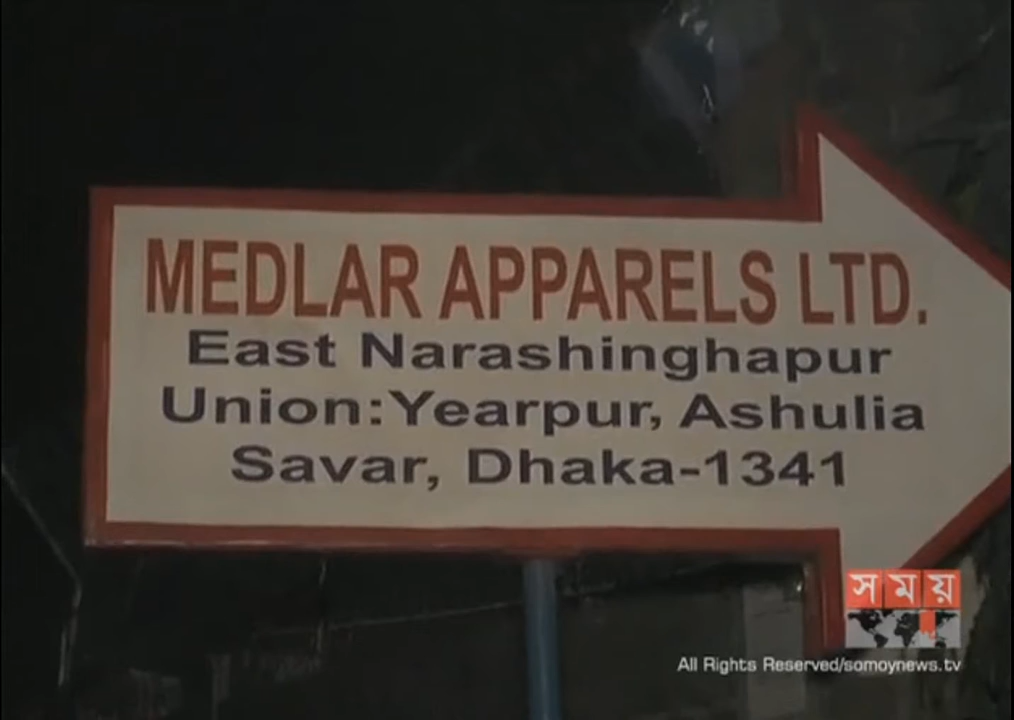 MEDLAR APPARELS LTD.
East Narashinghapur
Union:Yearpur, Ashulia
Savar, Dhaka-1341
সময়
All Rights Reserved/somoynews.tv